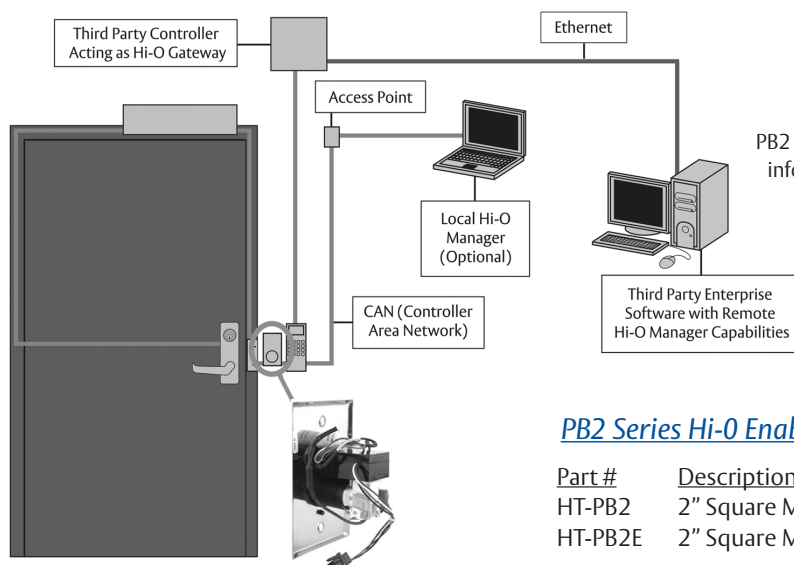 Third Party Controller
Acting as Hi-O Gateway
Ethernet
Access Point
PB2
Local Hi-O
Manager
(Optional)
CAN (Controller
Area Network)
Third Party Enterprise
Software with Remote
Hi-O Manager Capabilities
PB2 Series Hi-0
Part # Description
HT-PB2 2” Square
HT-PB2E 2” Square